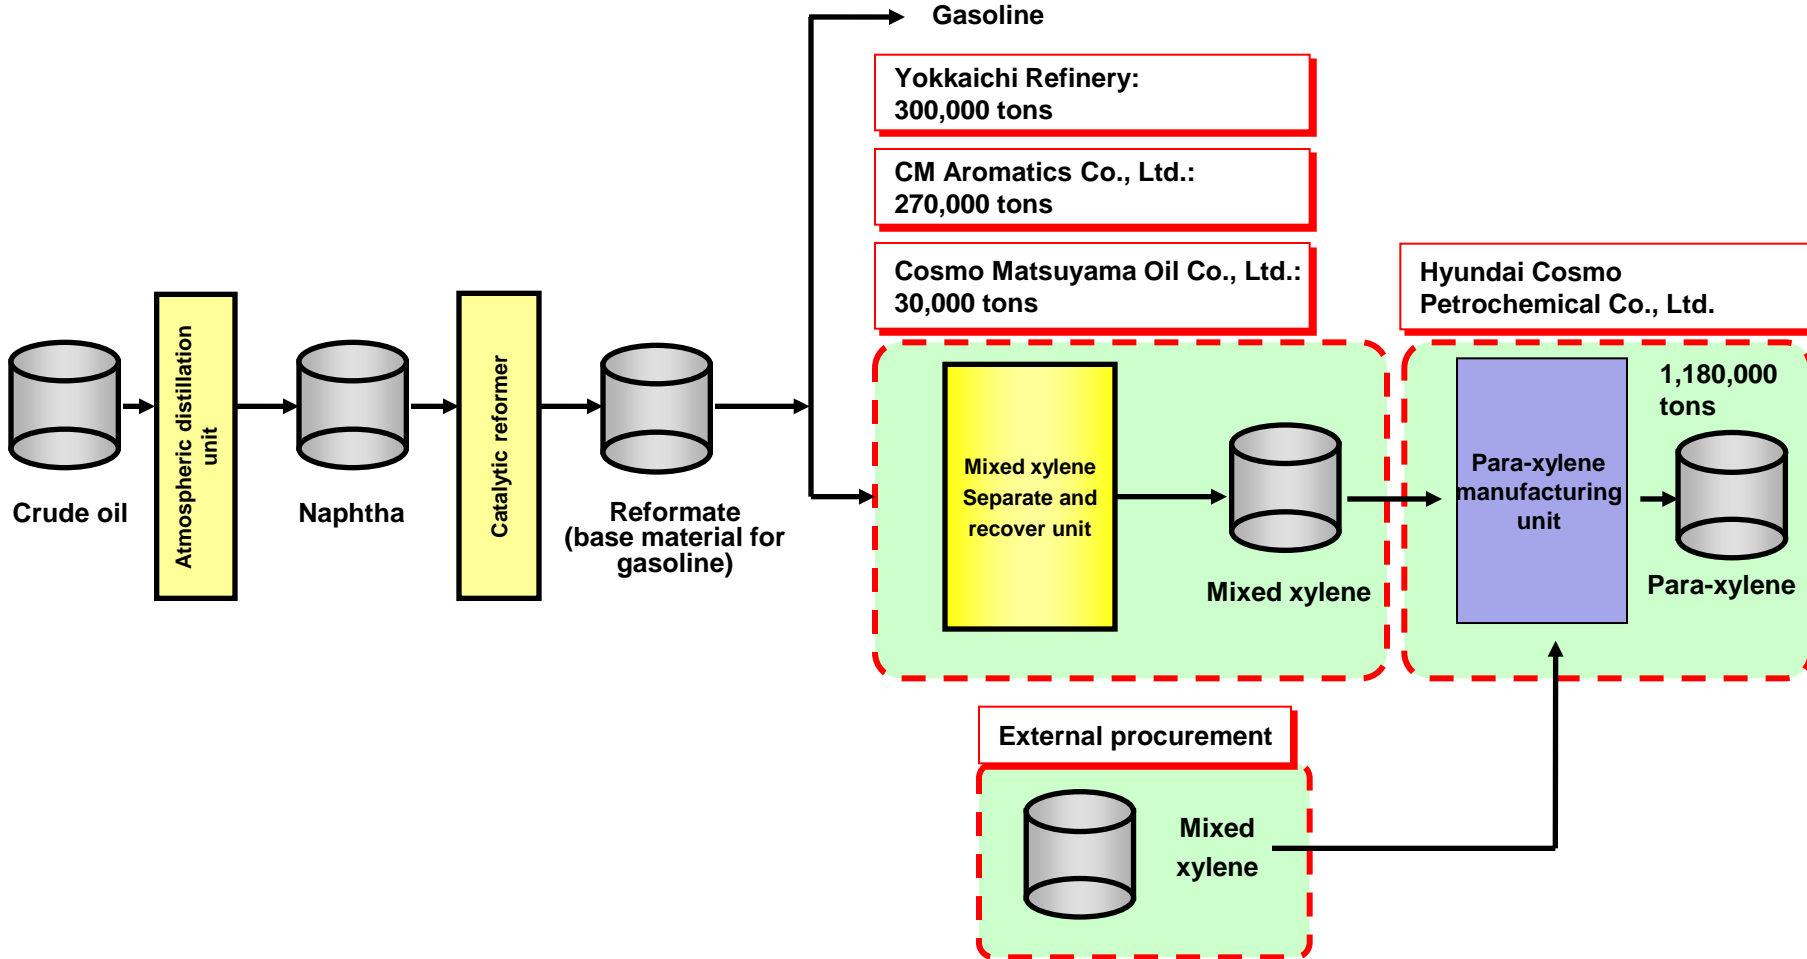 Gasoline
Yokkaichi Refinery:
300,000 tons
CM Aromatics Co., Ltd.:
270,000 tons
Cosmo Matsuyama Oil Co., Ltd.:
30,000 tons
Hyundai Cosmo
Petrochemical Co., Ltd.
Crude oil
Atmospheric distillation
unit
Naphtha
Catalytic reformer
Reformate
(base material for
gasoline)
Mixed xylene
Separate and
recover unit
Mixed xylene
Para-xylene
manufacturing
unit
1,180,000
tons
Para-xylene
External procurement
Mixed
xylene